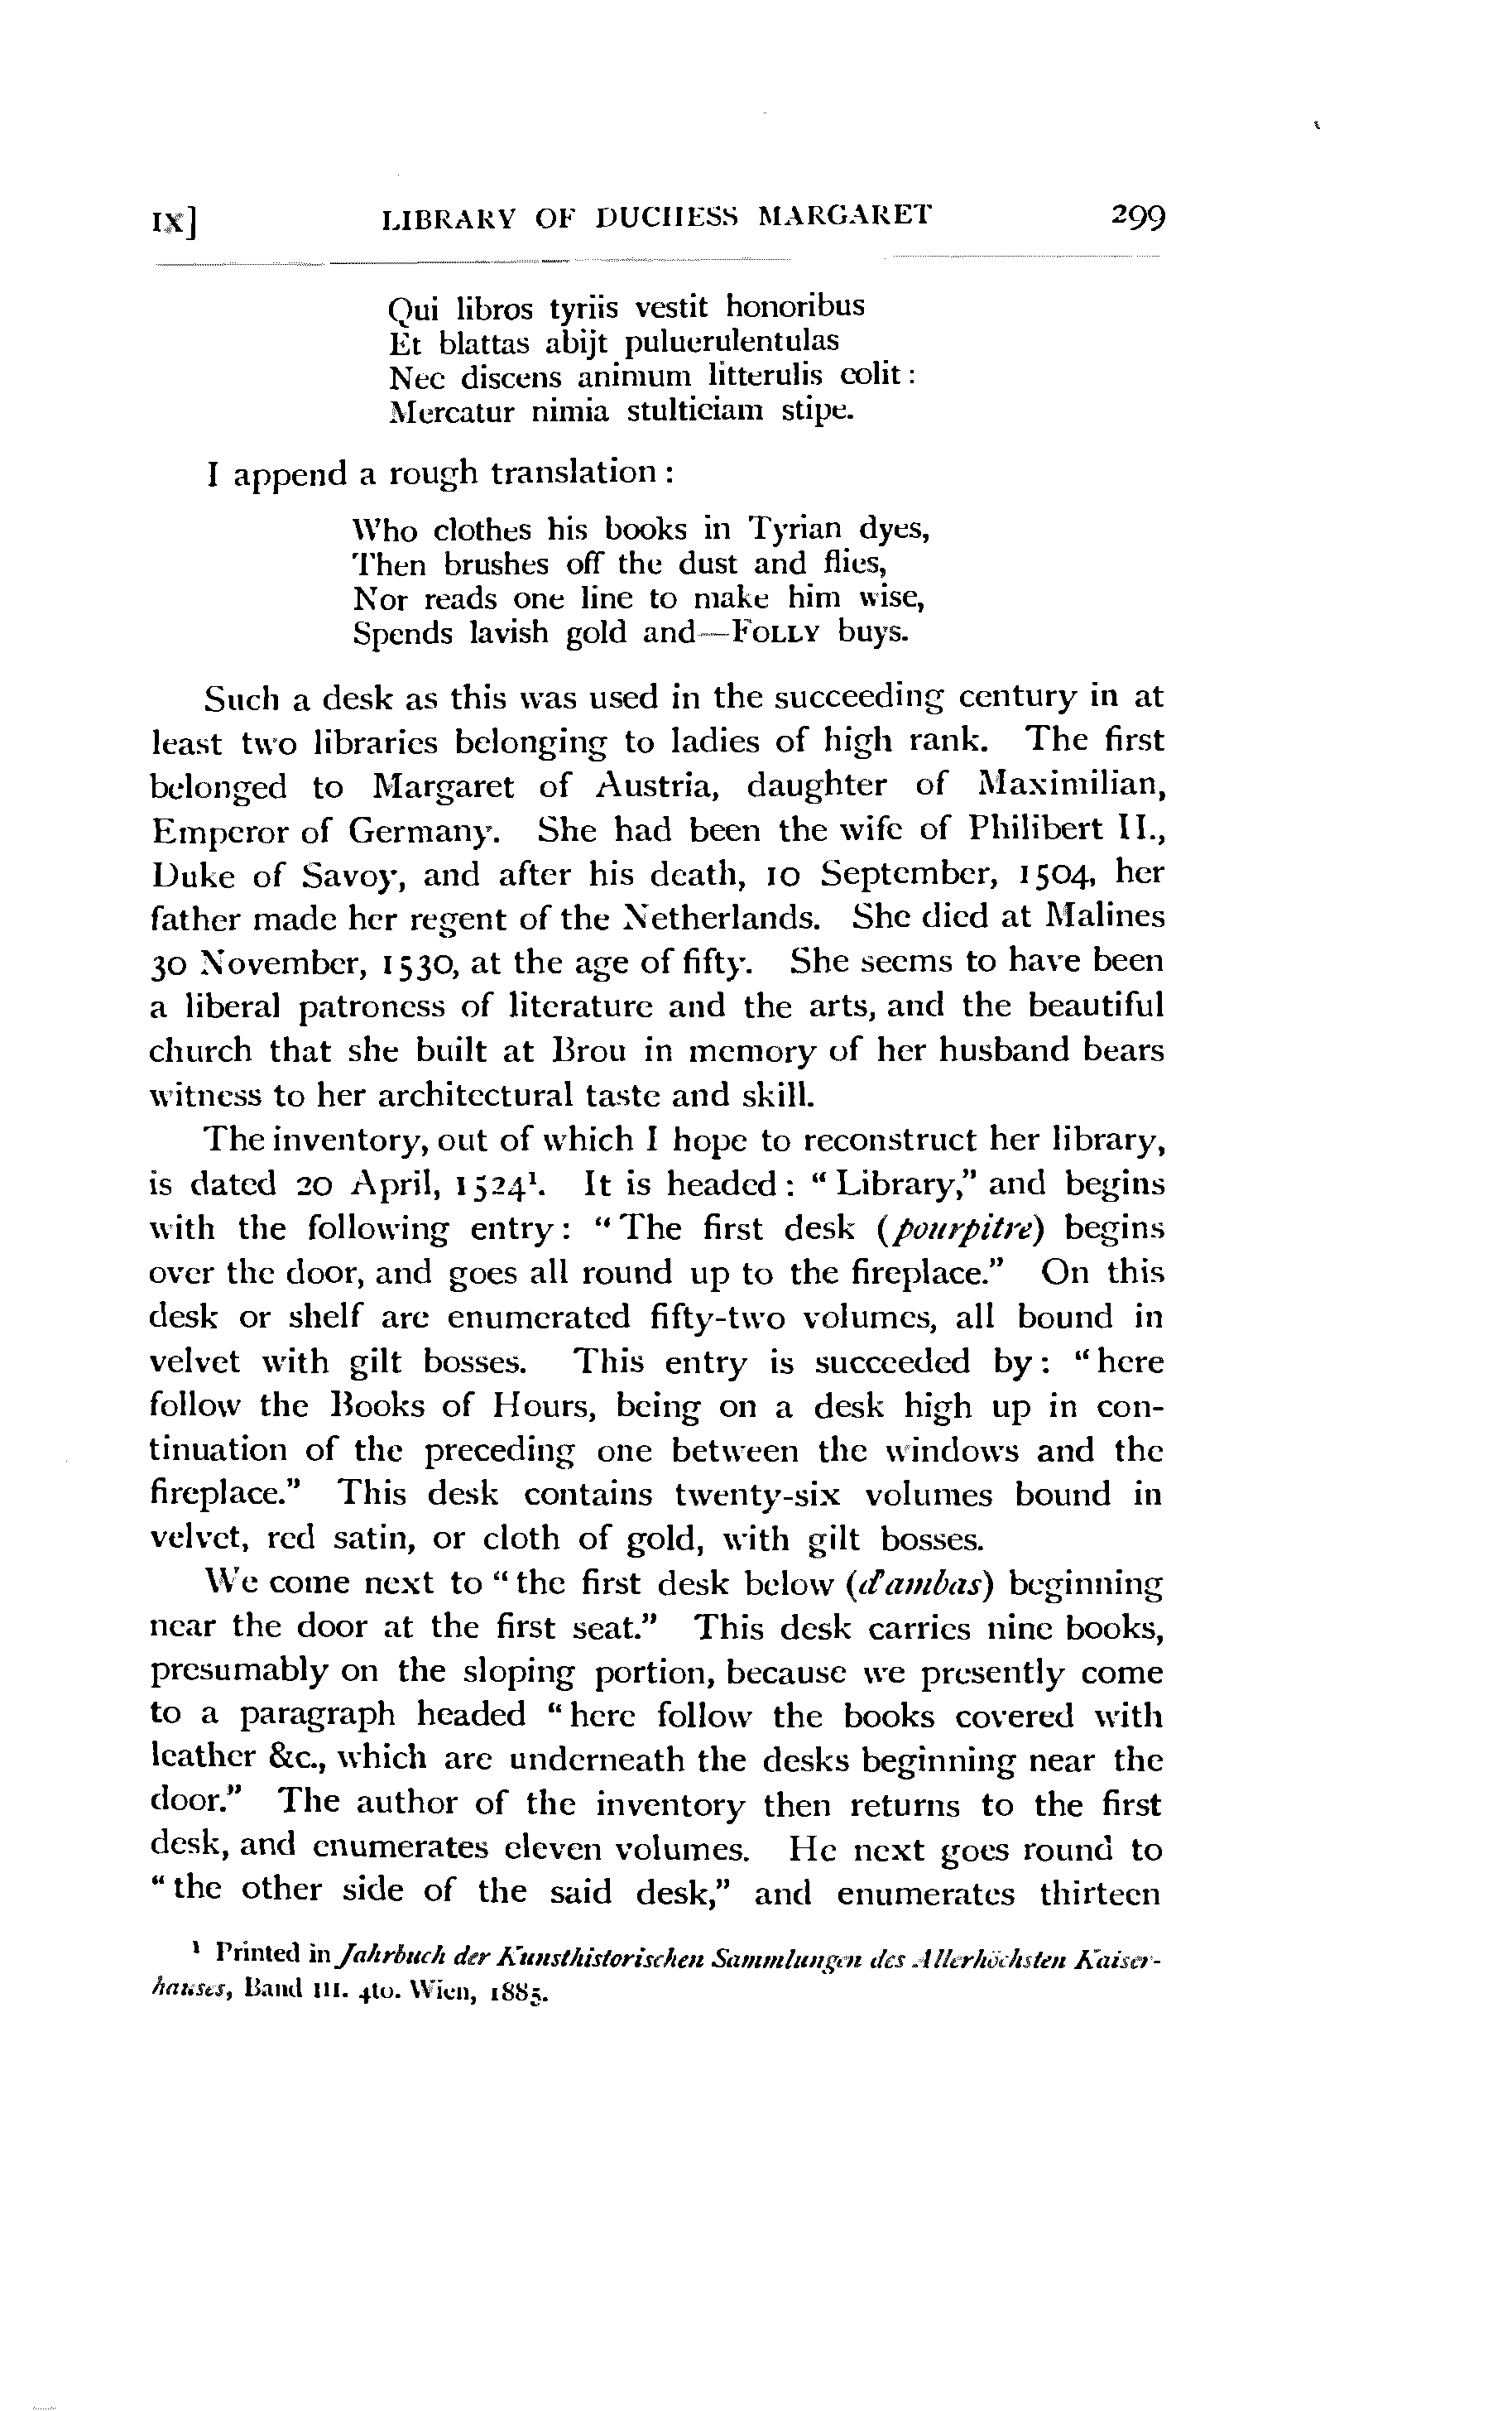 IX] LIBRARY OF DUCHESS MARGARET 299
Qui libros tyriis vestit honoribus
Et blattas abijt puluerulentulas
Nec discens animum litterulis colit:
Mercatur nimia stulticiam stipe.
I append a rough translation:
Who clothes his books in Tyrian dyes,
Then brushes off the dust and flies,
Nor reads one line to make him wise,
Spends lavish gold and—FOLLY buys.
Such a desk as this was used in the succeeding century in at
least two libraries belonging to ladies of high rank. The first
belonged to Margaret of Austria, daughter of Maximilian,
Emperor of Germany. She had been the wife of Philibert II.,
Duke of Savoy, and after his death, 10 September, 1504, her
father made her regent of the Netherlands. She died at Malines
30 November, 1530, at the age of fifty. She seems to have been
a liberal patroness of literature and the arts, and the beautiful
church that she built at Brou in memory of her husband bears
witness to her architectural taste and skill.
The inventory, out of which I hope to reconstruct her library,
is dated 20 April, 1524¹. It is headed: "Library," and begins
with the following entry: "The first desk (pourpitre) begins
over the door, and goes all round up to the fireplace." On this
desk or shelf are enumerated fifty-two volumes, all bound in
velvet with gilt bosses. This entry is succeeded by: "here
follow the Books of Hours, being on a desk high up in con-
tinuation of the preceding one between the windows and the
fireplace." This desk contains twenty-six volumes bound in
velvet, red satin, or cloth of gold, with gilt bosses.
We come next to "the first desk below (d'ambas) beginning
near the door at the first seat." This desk carries nine books,
presumably on the sloping portion, because we presently come
to a paragraph headed "here follow the books covered with
leather &c., which are underneath the desks beginning near the
door." The author of the inventory then returns to the first
desk, and enumerates eleven volumes. He next goes round to
"the other side of the said desk," and enumerates thirteen
¹ Printed in Jahrbuch der Kunsthistorischen Sammlungen des Allerhöchsten Kaiser-
hauses, Band III. 4to. Wien, 1885.